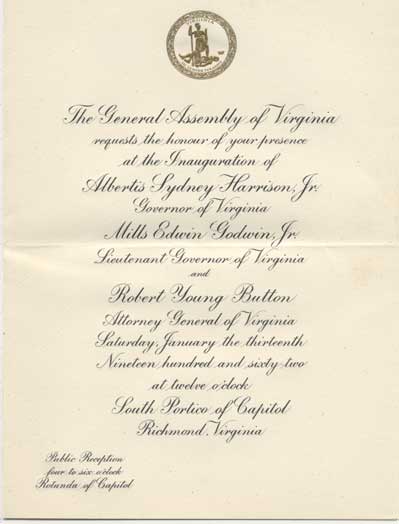 VIRGINIA
The General Assembly of Virginia
requests the honour of your presence
at the Inauguration of
Albertis Sydney Harrison, Jr.
Governor of Virginia
Mills Edwin Godwin, Jr.
Lieutenant Governor of Virginia
and
Robert Young Button
Attorney General of Virginia
Saturday, January the thirteenth
Nineteen hundred and sixty two
at twelve o'clock
South Portico of Capitol
Richmond, Virginia
Public Reception
four to six o'clock
Rotunda of Capitol